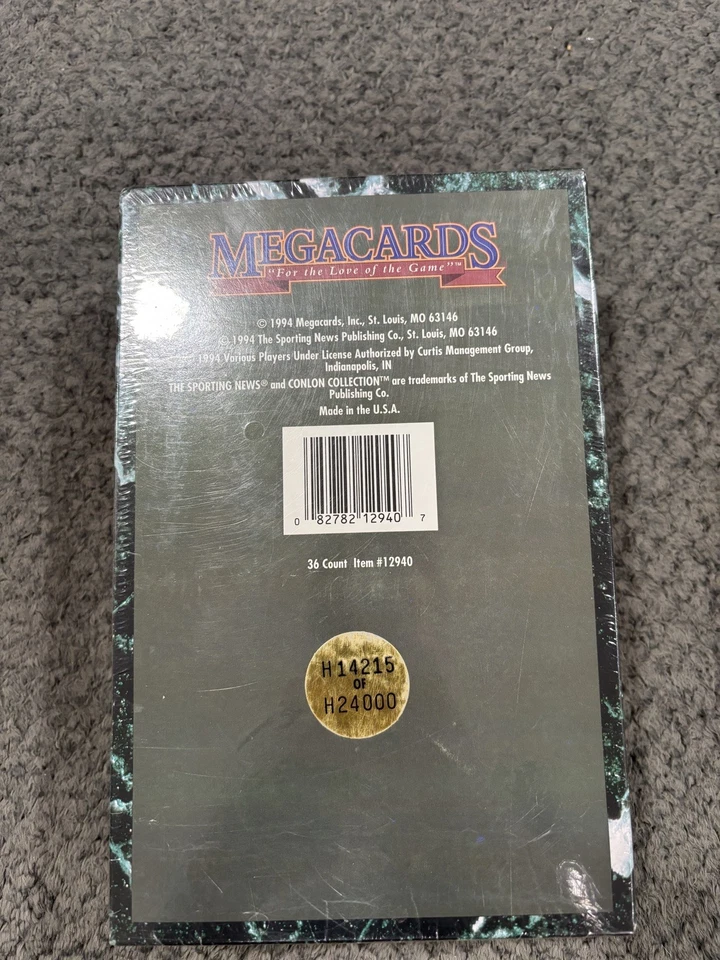 MEGACARDS
"For the Love of the Game"™
© 1994 Megacards, Inc., St. Louis, MO 63146
© 1994 The Sporting News Publishing Co., St. Louis, MO 63146
1994 Various Players Under License Authorized by Curtis Management Group,
Indianapolis, IN
THE SPORTING NEWS® and CONLON COLLECTION™ are trademarks of The Sporting News
Publishing Co.
Made in the U.S.A.
0 82782 12940 7
36 Count Item #12940
H14215
OF
H24000